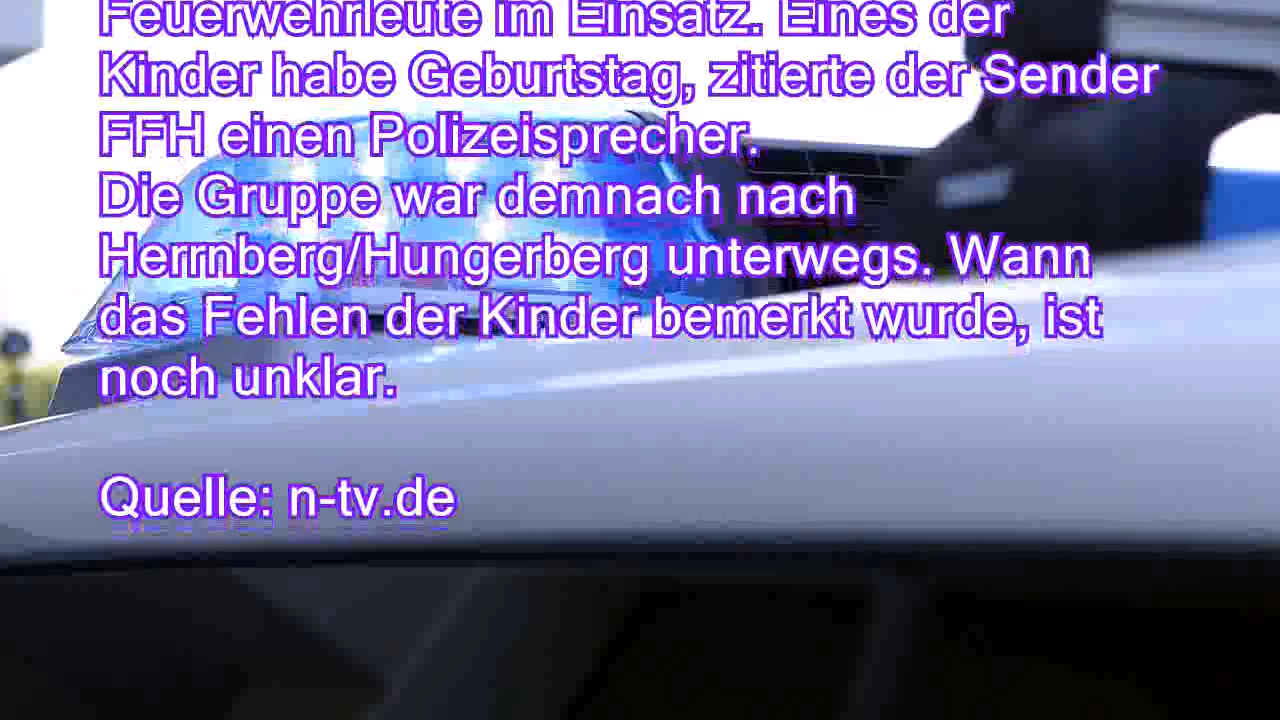 Feuerwehrleute im Einsatz. Eines der
Kinder habe Geburtstag, zitierte der Sender
FFH einen Polizeisprecher.
Die Gruppe war demnach nach
Herrnberg/Hungerberg unterwegs. Wann
das Fehlen der Kinder bemerkt wurde, ist
noch unklar.
Quelle: n-tv.de